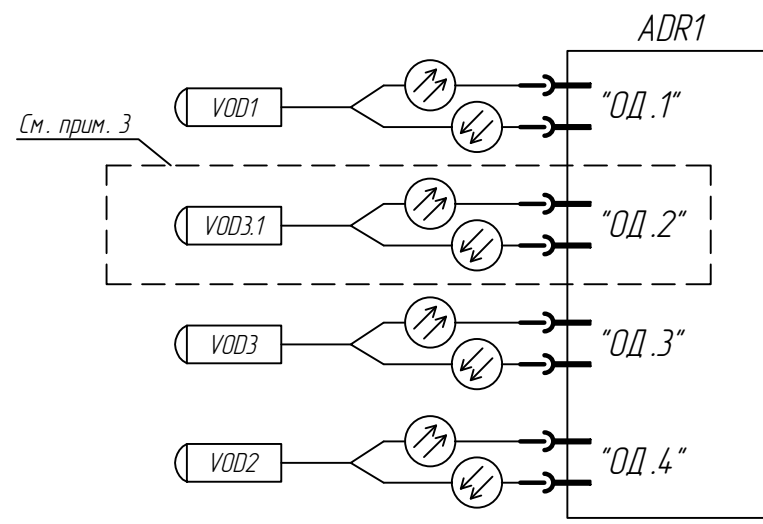 ADR1
VOD1
"ОД.1"
См. прим. 3
VOD3.1
"ОД.2"
VOD3
"ОД.3"
VOD2
"ОД.4"